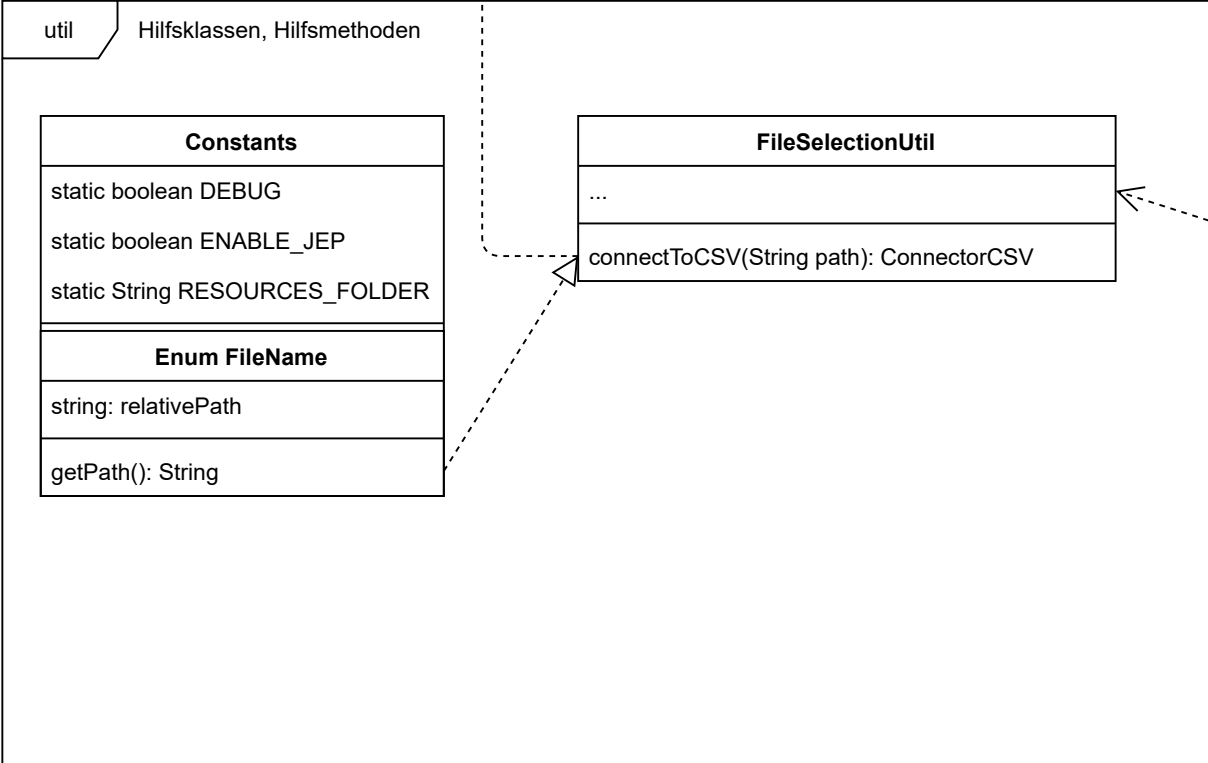 util
Hilfsklassen, Hilfsmethoden
Constants
static boolean DEBUG
static boolean ENABLE_JEP
static String RESOURCES_FOLDER
Enum FileName
string: relativePath
getPath(): String
FileSelectionUtil
...
connectToCSV(String path): ConnectorCSV